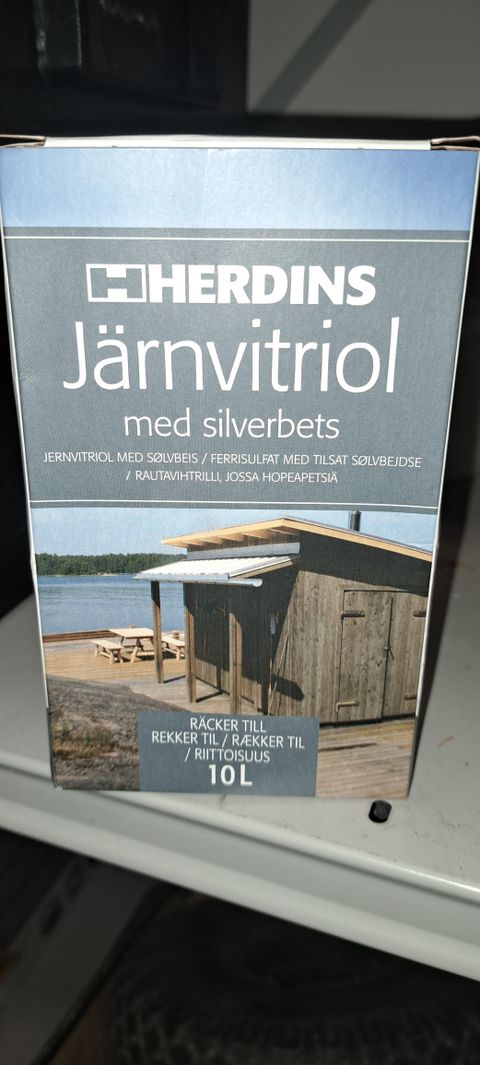 HERDINS
Järnvitriol
med silverbets
JERNVITRIOL MED SØLVBEIS / FERRISULFAT MED TILSAT SØLVBEJDSE
/ RAUTAVIHTRILLI, JOSSA HOPEAPETSIÄ
RÄCKER TILL
REKKER TIL / RÆKKER TIL
/ RIITTOISUUS
10 L